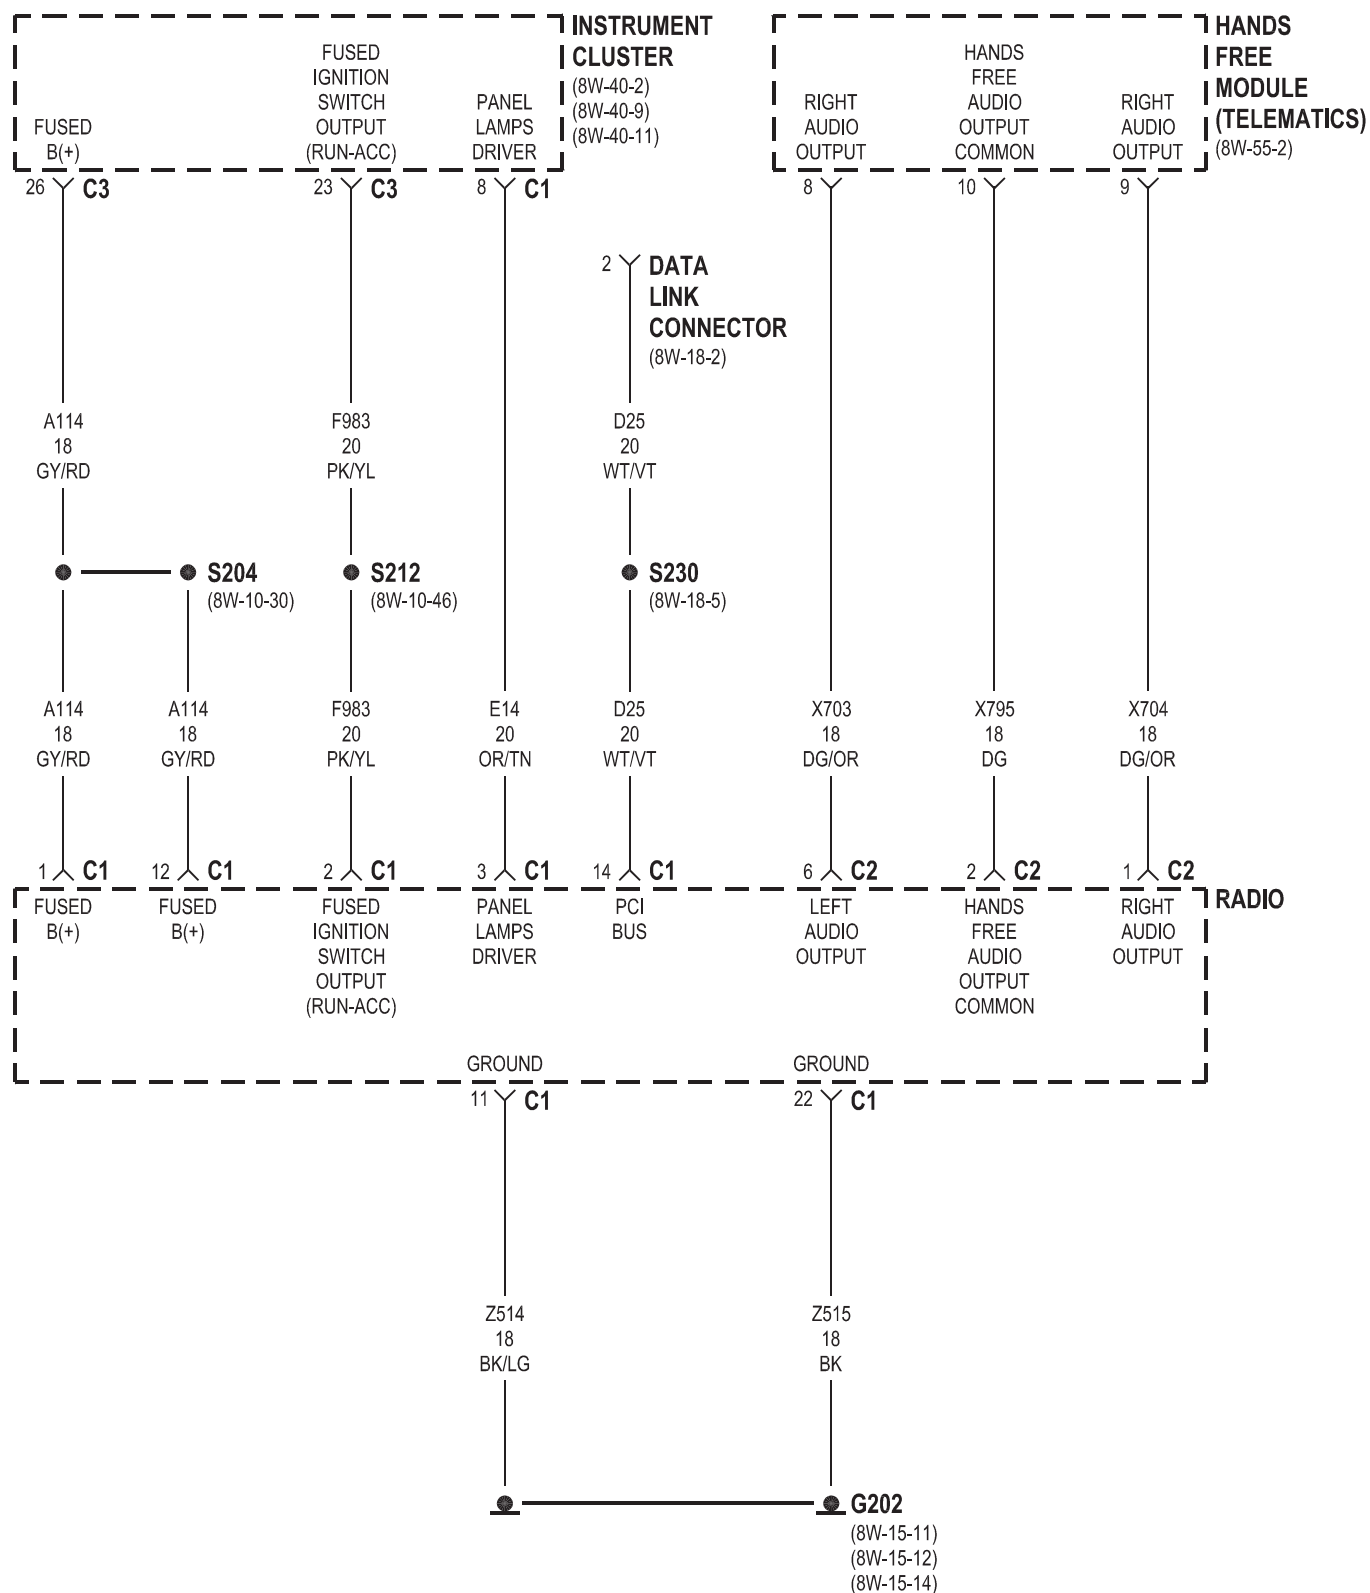 INSTRUMENT
CLUSTER
(8W-40-2)
(8W-40-9)
(8W-40-11)
FUSED
B(+)
FUSED
IGNITION
SWITCH
OUTPUT
(RUN-ACC)
PANEL
LAMPS
DRIVER
HANDS
FREE
MODULE
(TELEMATICS)
(8W-55-2)
RIGHT
AUDIO
OUTPUT
HANDS
FREE
AUDIO
OUTPUT
COMMON
RIGHT
AUDIO
OUTPUT
26 C3
23 C3
8 C1
8
10
9
2 DATA
LINK
CONNECTOR
(8W-18-2)
A114
18
GY/RD
F983
20
PK/YL
D25
20
WT/VT
S204
(8W-10-30)
S212
(8W-10-46)
S230
(8W-18-5)
A114
18
GY/RD
A114
18
GY/RD
F983
20
PK/YL
E14
20
OR/TN
D25
20
WT/VT
X703
18
DG/OR
X795
18
DG
X704
18
DG/OR
1 C1
12 C1
2 C1
3 C1
14 C1
6 C2
2 C2
1 C2
RADIO
FUSED
B(+)
FUSED
B(+)
FUSED
IGNITION
SWITCH
OUTPUT
(RUN-ACC)
PANEL
LAMPS
DRIVER
PCI
BUS
LEFT
AUDIO
OUTPUT
HANDS
FREE
AUDIO
OUTPUT
COMMON
RIGHT
AUDIO
OUTPUT
GROUND
GROUND
11 C1
22 C1
Z514
18
BK/LG
Z515
18
BK
G202
(8W-15-11)
(8W-15-12)
(8W-15-14)